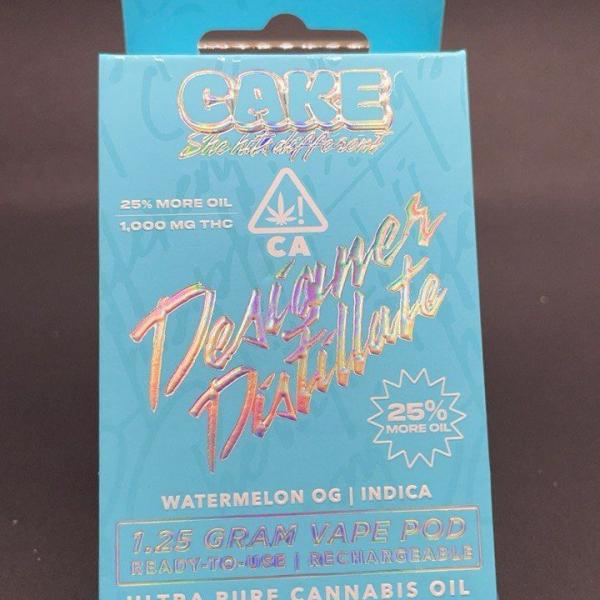 CAKE
She hits different
25% MORE OIL
1,000 MG THC
!
CA
Designer
Distillate
25%
MORE OIL
WATERMELON OG | INDICA
1.25 GRAM VAPE POD
READY-TO-USE | RECHARGEABLE
ULTRA PURE CANNABIS OIL